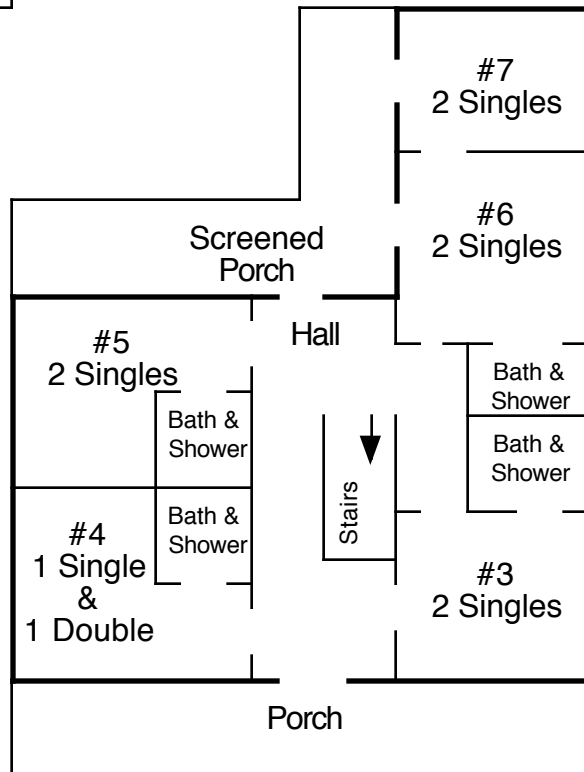 #7
2 Singles
#6
2 Singles
Screened
Porch
Hall
#5
2 Singles
Bath &
Shower
Bath &
Shower
Bath &
Shower
Stairs
Bath &
Shower
#4
1 Single
&
1 Double
#3
2 Singles
Porch